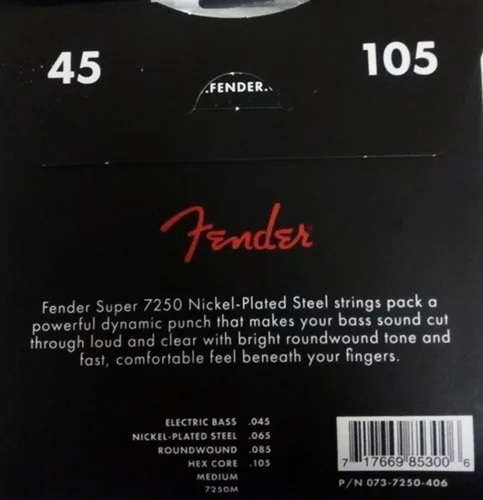 45
105
.FENDER.
Fender
Fender Super 7250 Nickel-Plated Steel strings pack a
powerful dynamic punch that makes your bass sound cut
through loud and clear with bright roundwound tone and
fast, comfortable feel beneath your fingers.
ELECTRIC BASS .045
NICKEL-PLATED STEEL .065
ROUNDWOUND .085
HEX CORE .105
MEDIUM
7250M
7 17669 85300 6
P/N 073-7250-406